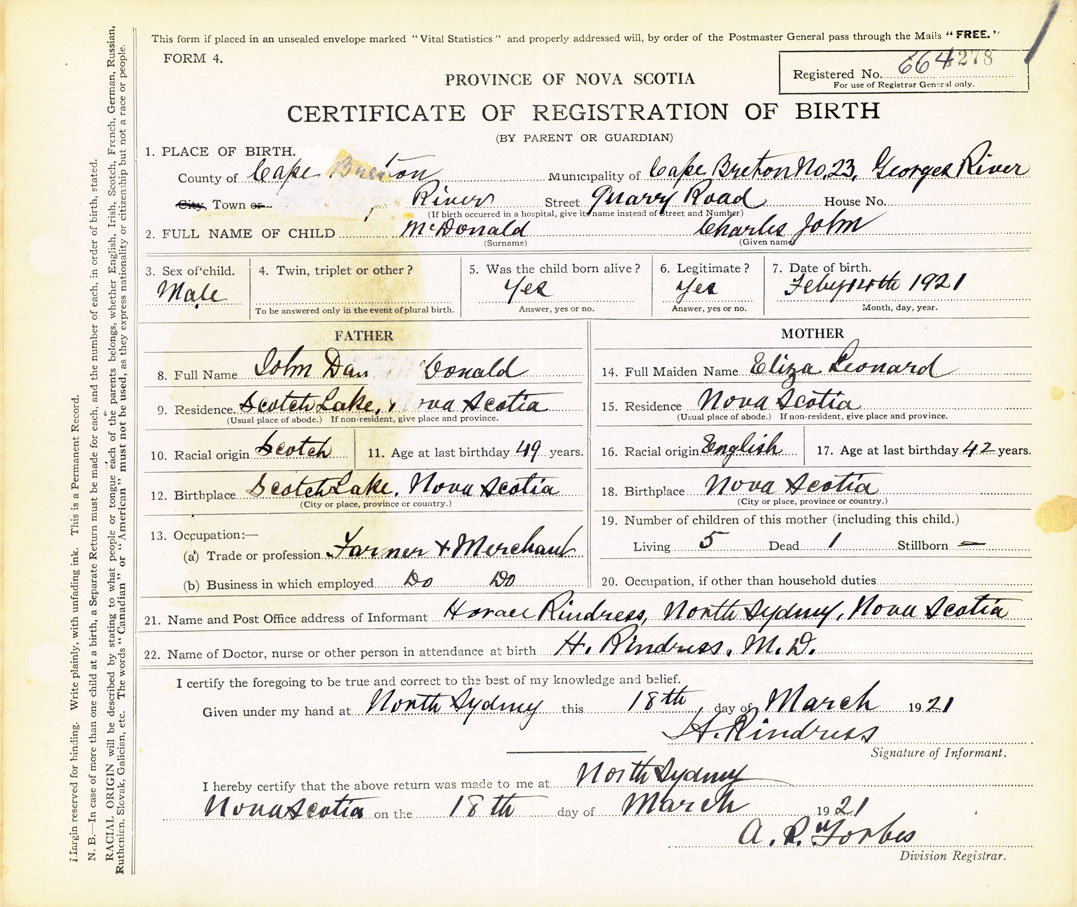 This form if placed in an unsealed envelope marked "Vital Statistics" and properly addressed will, by order of the Postmaster General pass through the Mails "FREE."
FORM 4.
Registered No. 664 278
For use of Registrar General only.
PROVINCE OF NOVA SCOTIA
CERTIFICATE OF REGISTRATION OF BIRTH
(BY PARENT OR GUARDIAN)
1. PLACE OF BIRTH.
County of Cape Breton Municipality of Cape Breton No. 23, Georges River
City, Town or River Street Quarry Road House No.
(If birth occurred in a hospital, give its name instead of Street and Number)
2. FULL NAME OF CHILD McDonald Charles John
(Surname) (Given name)
3. Sex of child. Male
4. Twin, triplet or other?
To be answered only in the event of plural birth.
5. Was the child born alive? Yes
Answer, yes or no.
6. Legitimate? Yes
Answer, yes or no.
7. Date of birth.
1921
Month, day, year.
FATHER
8. Full Name John Dan Donald
9. Residence Scotch Lake, Nova Scotia
(Usual place of abode.) If non-resident, give place and province.
10. Racial origin Scotch 11. Age at last birthday 49 years.
12. Birthplace Scotch Lake, Nova Scotia
(City or place, province or country.)
13. Occupation:—
(a) Trade or profession Farmer & Merchant
(b) Business in which employed Do Do
MOTHER
14. Full Maiden Name Eliza Leonard
15. Residence Nova Scotia
(Usual place of abode.) If non-resident, give place and province.
16. Racial origin English 17. Age at last birthday 42 years.
18. Birthplace Nova Scotia
(City or place, province or country.)
19. Number of children of this mother (including this child.)
Living 5 Dead 1 Stillborn —
20. Occupation, if other than household duties
21. Name and Post Office address of Informant Horace Rindress, North Sydney, Nova Scotia
22. Name of Doctor, nurse or other person in attendance at birth H. Rindress. M.D.
I certify the foregoing to be true and correct to the best of my knowledge and belief.
Given under my hand at North Sydney this 18th day of March 1921
H. Rindress
Signature of Informant.
I hereby certify that the above return was made to me at North Sydney
Nova Scotia on the 18th day of March 1921
A. R. Forbes
Division Registrar.
Margin reserved for binding. Write plainly, with unfading ink. This is a Permanent Record.
N. B.—In case of more than one child at a birth, a Separate Return must be made for each, and the number of each, in order of birth, stated.
RACIAL ORIGIN will be described by stating to what people or tongue each of the parents belongs, whether English, Irish, Scotch, French, German, Russian,
Ruthenian, Slovak, Galician, etc. The words "Canadian" or "American" must not be used, as they express nationality or citizenship but not a race or people.